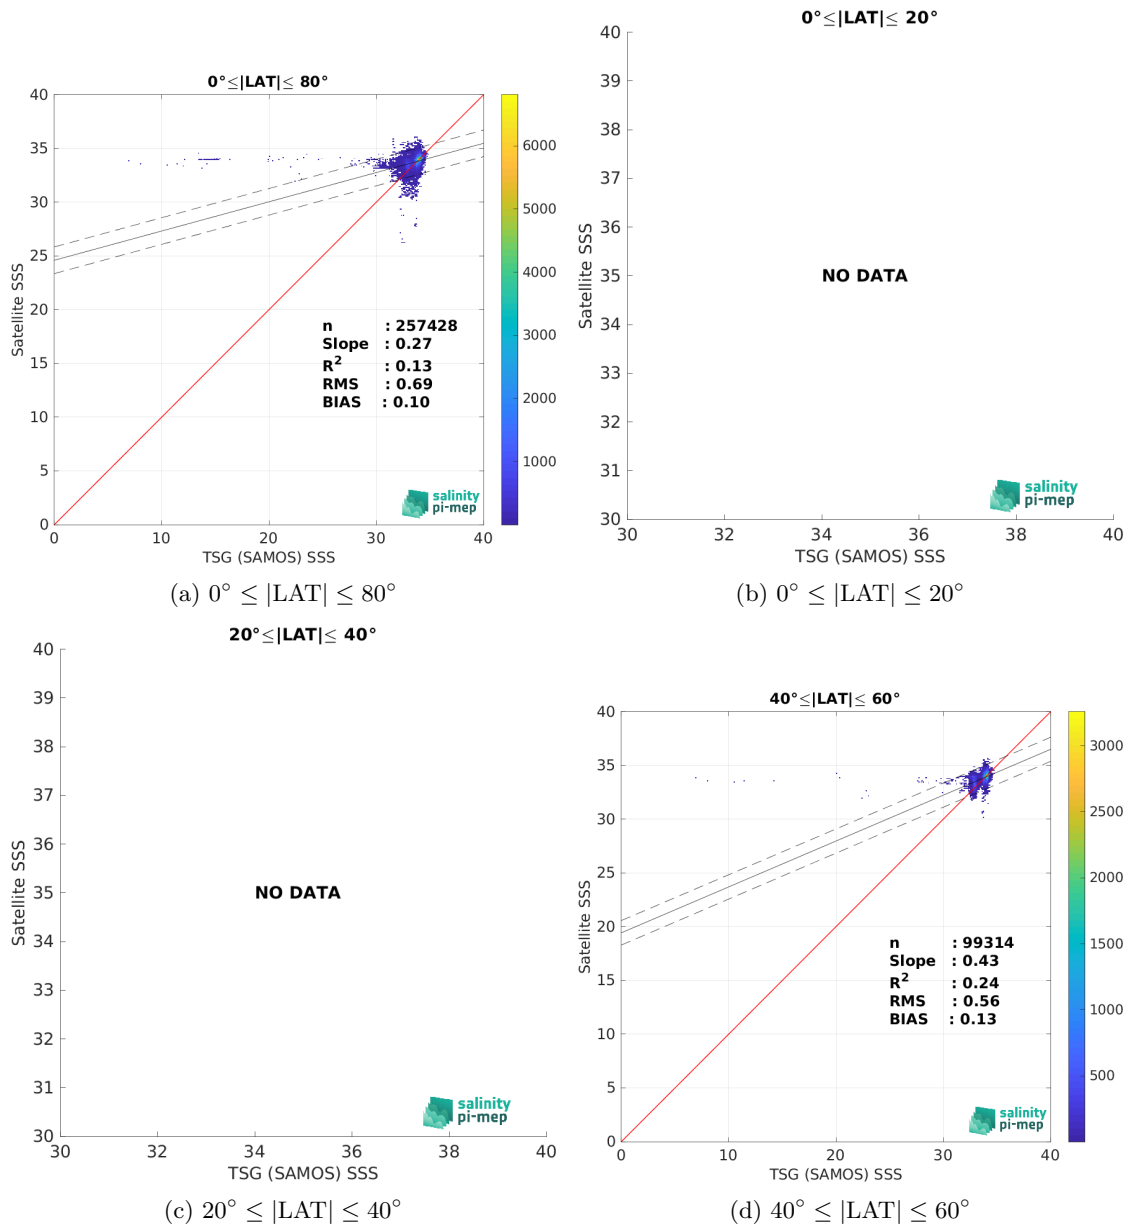 0°≤|LAT|≤ 80°
40
35
30
25
20
15
10
5
0
Satellite SSS
n : 257428
Slope : 0.27
R² : 0.13
RMS : 0.69
BIAS : 0.10
salinity
pi-mep
0 10 20 30 40
TSG (SAMOS) SSS
6000
5000
4000
3000
2000
1000
(a) 0° ≤ |LAT| ≤ 80°
0°≤|LAT|≤ 20°
40
39
38
37
36
35
34
33
32
31
30
Satellite SSS
NO DATA
salinity
pi-mep
30 32 34 36 38 40
TSG (SAMOS) SSS
(b) 0° ≤ |LAT| ≤ 20°
20°≤|LAT|≤ 40°
40
39
38
37
36
35
34
33
32
31
30
Satellite SSS
NO DATA
salinity
pi-mep
30 32 34 36 38 40
TSG (SAMOS) SSS
(c) 20° ≤ |LAT| ≤ 40°
40°≤|LAT|≤ 60°
40
35
30
25
20
15
10
5
0
Satellite SSS
n : 99314
Slope : 0.43
R² : 0.24
RMS : 0.56
BIAS : 0.13
salinity
pi-mep
0 10 20 30 40
TSG (SAMOS) SSS
3000
2500
2000
1500
1000
500
(d) 40° ≤ |LAT| ≤ 60°